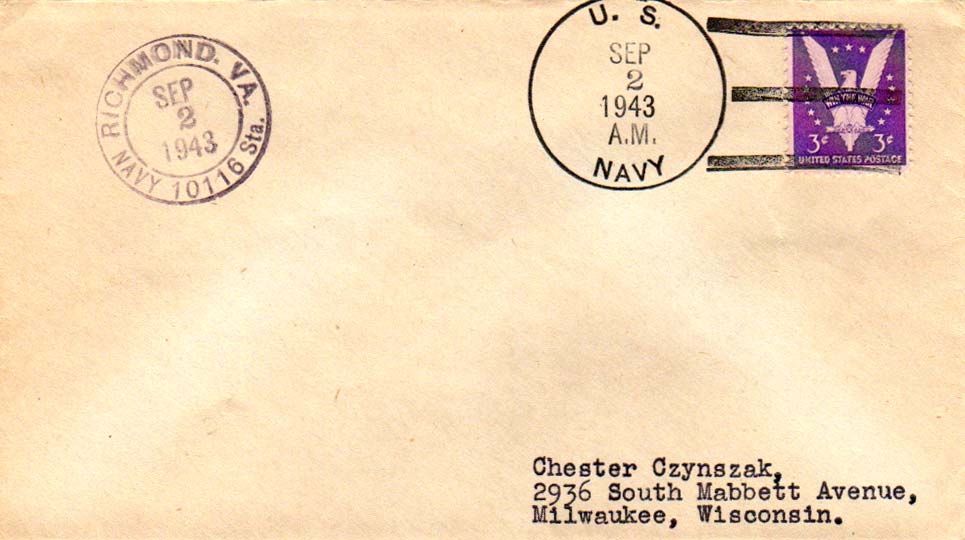 RICHMOND. VA.
SEP
2
1943
NAVY 10116 Sta.
U. S.
SEP
2
1943
A.M.
NAVY
WIN THE WAR
3¢ 3¢
UNITED STATES POSTAGE
Chester Czynszak,
2936 South Mabbett Avenue,
Milwaukee, Wisconsin.